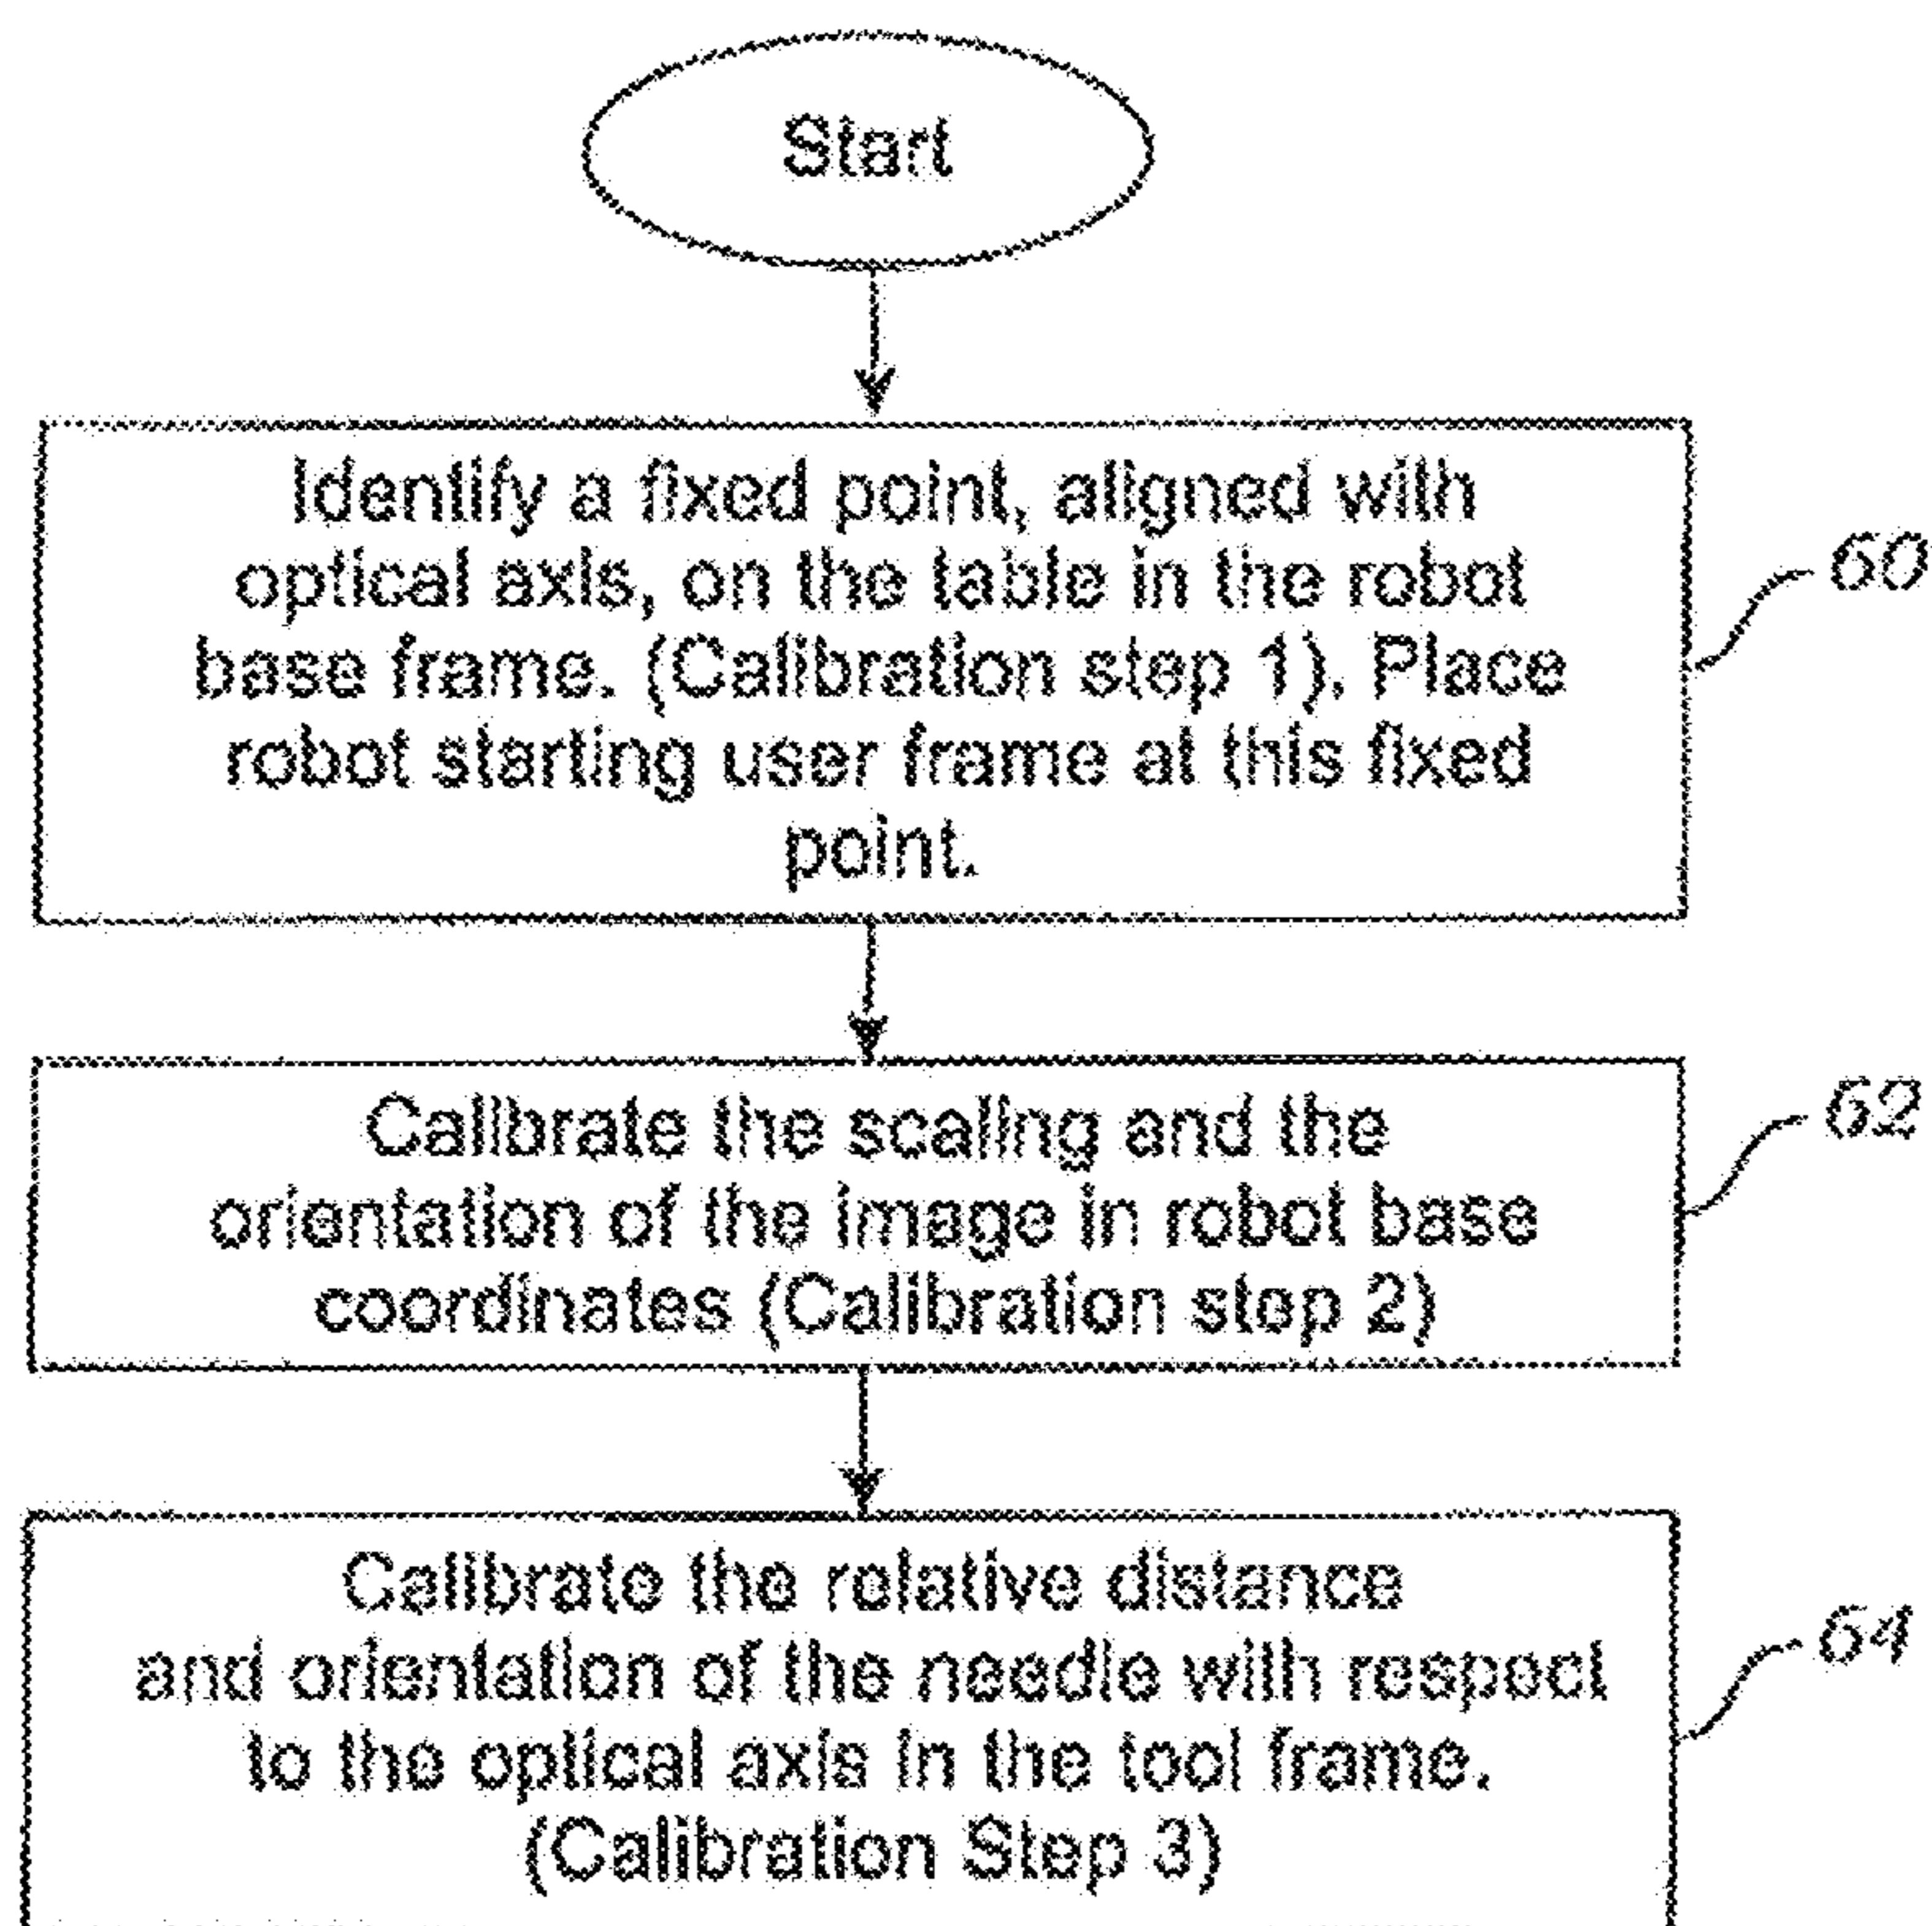 Start
Identify a fixed point, aligned with
optical axis, on the table in the robot
base frame. (Calibration step 1). Place
robot starting user frame at this fixed
point.
60
Calibrate the scaling and the
orientation of the image in robot base
coordinates (Calibration step 2)
62
Calibrate the relative distance
and orientation of the needle with respect
to the optical axis in the tool frame.
(Calibration Step 3)
64